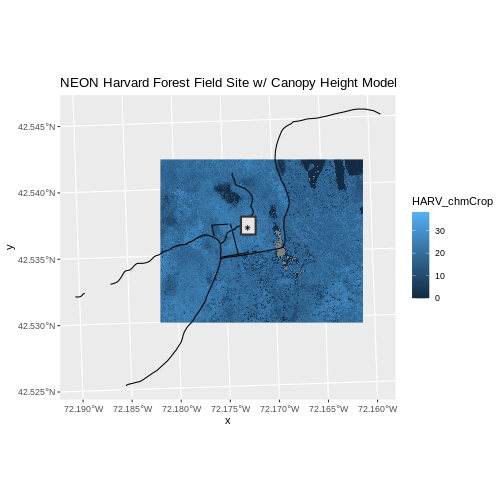 NEON Harvard Forest Field Site w/ Canopy Height Model
42.545°N
42.540°N
42.535°N
42.530°N
42.525°N
y
72.190°W 72.185°W 72.180°W 72.175°W 72.170°W 72.165°W 72.160°W
x
HARV_chmCrop
30
20
10
0